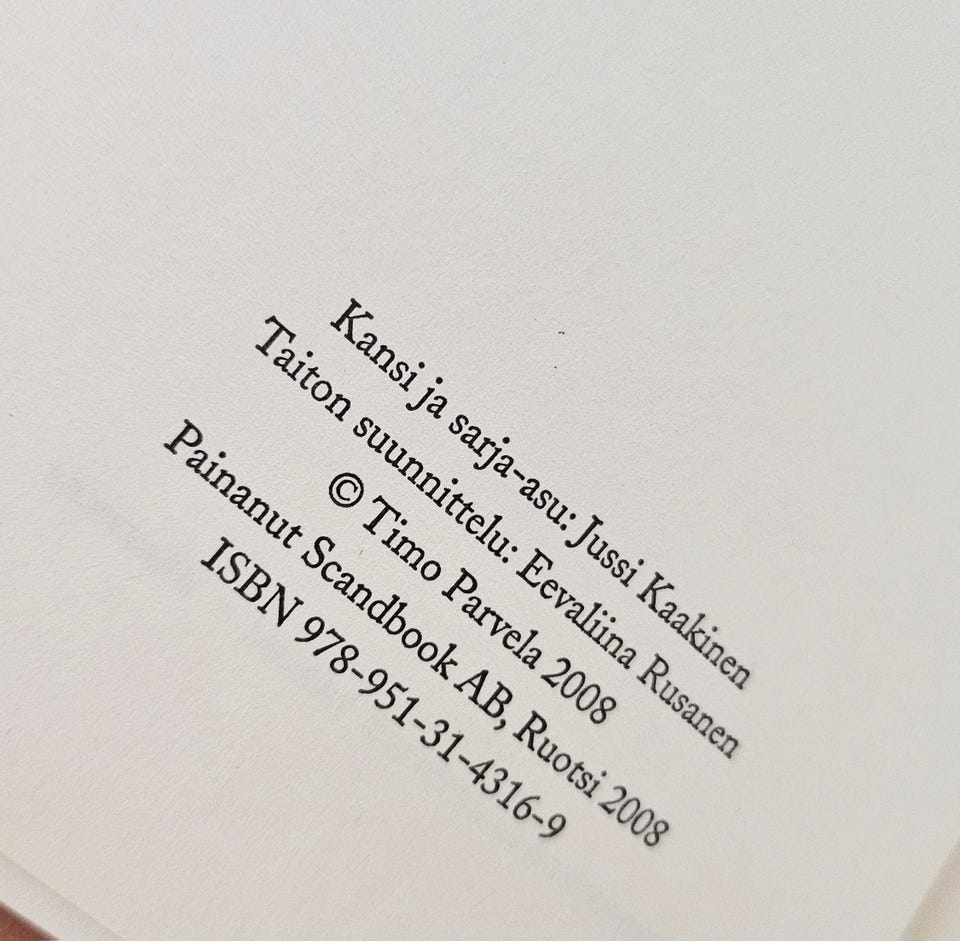 Kansi ja sarja-asu: Jussi Kaakinen
Taiton suunnittelu: Eevaliina Rusanen
© Timo Parvela 2008
Painanut Scandbook AB, Ruotsi 2008
ISBN 978-951-31-4316-9